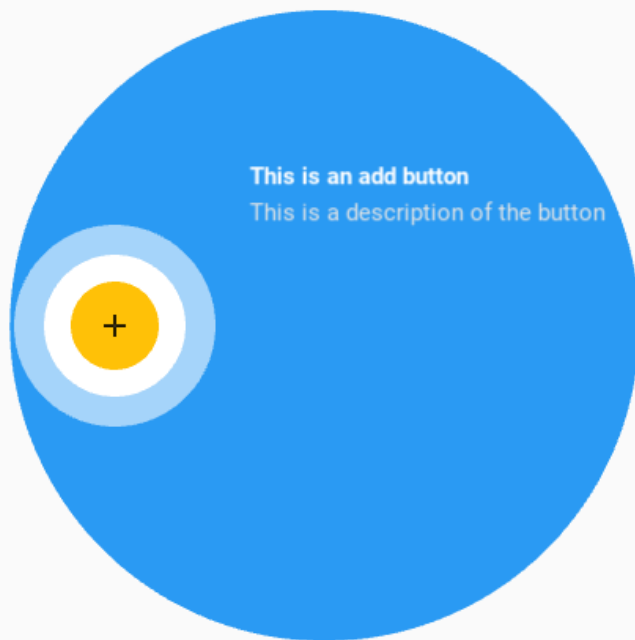 This is an add button
This is a description of the button
+